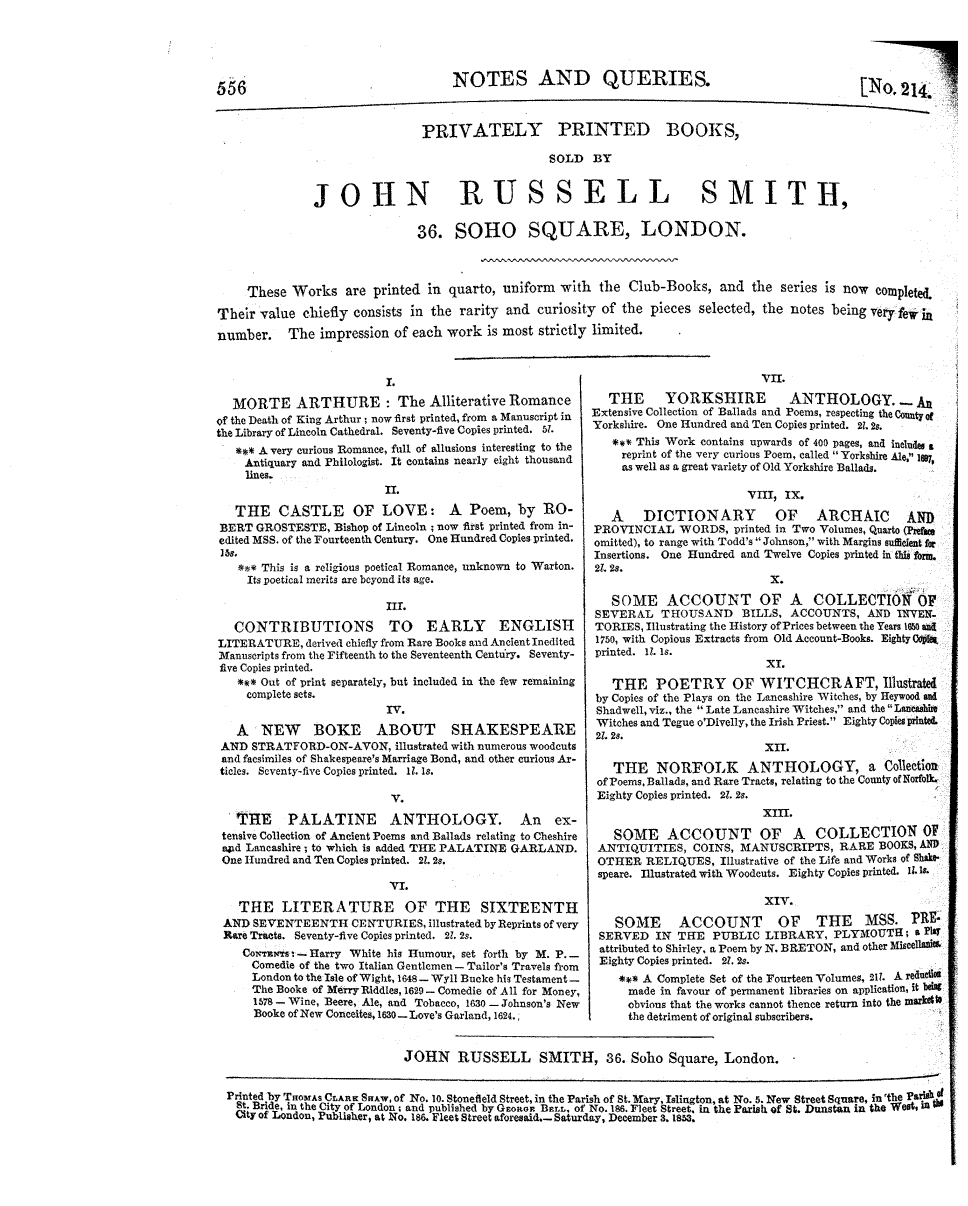 556
NOTES AND QUERIES.
[No. 214.
PRIVATELY PRINTED BOOKS,
SOLD BY
JOHN RUSSELL SMITH,
36. SOHO SQUARE, LONDON.
These Works are printed in quarto, uniform with the Club-Books, and the series is now completed.
Their value chiefly consists in the rarity and curiosity of the pieces selected, the notes being very few in
number. The impression of each work is most strictly limited.
I.
MORTE ARTHURE : The Alliterative Romance
of the Death of King Arthur ; now first printed, from a Manuscript in
the Library of Lincoln Cathedral. Seventy-five Copies printed. 5l.
*** A very curious Romance, full of allusions interesting to the
Antiquary and Philologist. It contains nearly eight thousand
lines.
II.
THE CASTLE OF LOVE: A Poem, by RO-
BERT GROSTESTE, Bishop of Lincoln ; now first printed from in-
edited MSS. of the Fourteenth Century. One Hundred Copies printed.
15s.
*** This is a religious poetical Romance, unknown to Warton.
Its poetical merits are beyond its age.
III.
CONTRIBUTIONS TO EARLY ENGLISH
LITERATURE, derived chiefly from Rare Books and Ancient Inedited
Manuscripts from the Fifteenth to the Seventeenth Century. Seventy-
five Copies printed.
*** Out of print separately, but included in the few remaining
complete sets.
IV.
A NEW BOKE ABOUT SHAKESPEARE
AND STRATFORD-ON-AVON, illustrated with numerous woodcuts
and facsimiles of Shakespeare's Marriage Bond, and other curious Ar-
ticles. Seventy-five Copies printed. 1l. 1s.
V.
THE PALATINE ANTHOLOGY. An ex-
tensive Collection of Ancient Poems and Ballads relating to Cheshire
and Lancashire ; to which is added THE PALATINE GARLAND.
One Hundred and Ten Copies printed. 2l. 2s.
VI.
THE LITERATURE OF THE SIXTEENTH
AND SEVENTEENTH CENTURIES, illustrated by Reprints of very
Rare Tracts. Seventy-five Copies printed. 2l. 2s.
CONTENTS : — Harry White his Humour, set forth by M. P. —
Comedie of the two Italian Gentlemen — Tailor's Travels from
London to the Isle of Wight, 1648 — Wyll Bucke his Testament —
The Booke of Merry Riddles, 1629 — Comedie of All for Money,
1578 — Wine, Beere, Ale, and Tobacco, 1630 — Johnson's New
Booke of New Conceites, 1630 — Love's Garland, 1624.
VII.
THE YORKSHIRE ANTHOLOGY. — An
Extensive Collection of Ballads and Poems, respecting the County of
Yorkshire. One Hundred and Ten Copies printed. 2l. 2s.
*** This Work contains upwards of 400 pages, and includes a
reprint of the very curious Poem, called “Yorkshire Ale,” 1697,
as well as a great variety of Old Yorkshire Ballads.
VIII, IX.
A DICTIONARY OF ARCHAIC AND
PROVINCIAL WORDS, printed in Two Volumes, Quarto (Preface
omitted), to range with Todd's “Johnson,” with Margins sufficient for
Insertions. One Hundred and Twelve Copies printed in this form.
2l. 2s.
X.
SOME ACCOUNT OF A COLLECTION OF
SEVERAL THOUSAND BILLS, ACCOUNTS, AND INVEN-
TORIES, Illustrating the History of Prices between the Years 1650 and
1750, with Copious Extracts from Old Account-Books. Eighty Copies
printed. 1l. 1s.
XI.
THE POETRY OF WITCHCRAFT, Illustrated
by Copies of the Plays on the Lancashire Witches, by Heywood and
Shadwell, viz., the “Late Lancashire Witches,” and the “Lancashire
Witches and Tegue o'Divelly, the Irish Priest.” Eighty Copies printed.
2l. 2s.
XII.
THE NORFOLK ANTHOLOGY, a Collection
of Poems, Ballads, and Rare Tracts, relating to the County of Norfolk.
Eighty Copies printed. 2l. 2s.
XIII.
SOME ACCOUNT OF A COLLECTION OF
ANTIQUITIES, COINS, MANUSCRIPTS, RARE BOOKS, AND
OTHER RELIQUES, Illustrative of the Life and Works of Shake-
speare. Illustrated with Woodcuts. Eighty Copies printed. 1l. 1s.
XIV.
SOME ACCOUNT OF THE MSS. PRE-
SERVED IN THE PUBLIC LIBRARY, PLYMOUTH ; a Play
attributed to Shirley, a Poem by N. BRETON, and other Miscellanies.
Eighty Copies printed. 2l. 2s.
*** A Complete Set of the Fourteen Volumes, 21l. A reduction
made in favour of permanent libraries on application, it being
obvious that the works cannot thence return into the market to
the detriment of original subscribers.
JOHN RUSSELL SMITH, 36. Soho Square, London.
Printed by THOMAS CLARK SHAW, of No. 10. Stonefield Street, in the Parish of St. Mary, Islington, at No. 5. New Street Square, in the Parish of
St. Bride, in the City of London ; and published by GEORGE BELL, of No. 186. Fleet Street, in the Parish of St. Dunstan in the West, in the
City of London, Publisher, at No. 186. Fleet Street aforesaid.— Saturday, December 3. 1853.